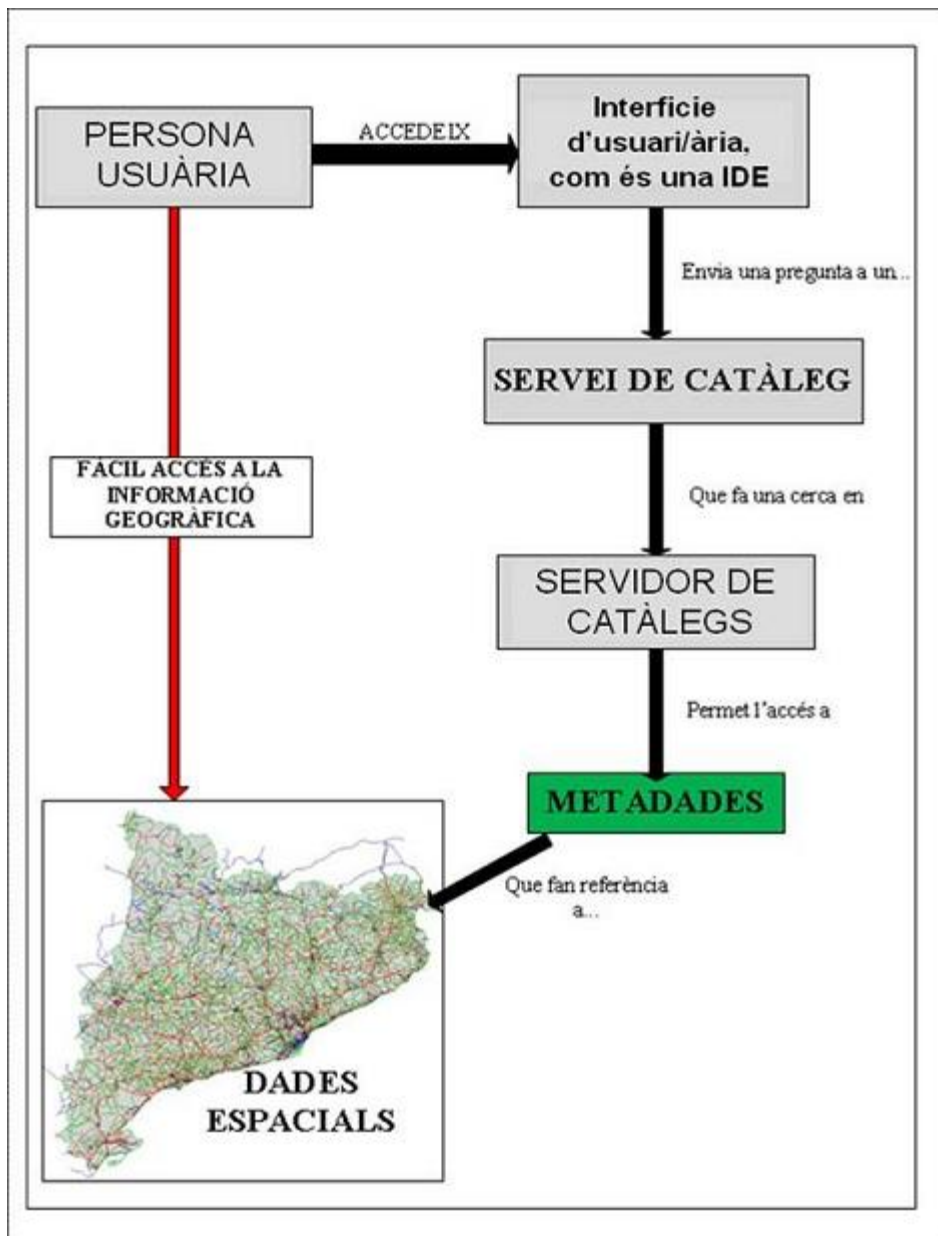 PERSONA
USUÀRIA
ACCEDEIX
Interficie
d'usuari/ària,
com és una IDE
Envia una pregunta a un...
SERVEI DE CATÀLEG
Que fa una cerca en
SERVIDOR DE
CATÀLEGS
Permet l'accés a
METADADES
Que fan referència
a...
FÀCIL ACCÉS A LA
INFORMACIÓ
GEOGRÀFICA
DADES
ESPACIALS